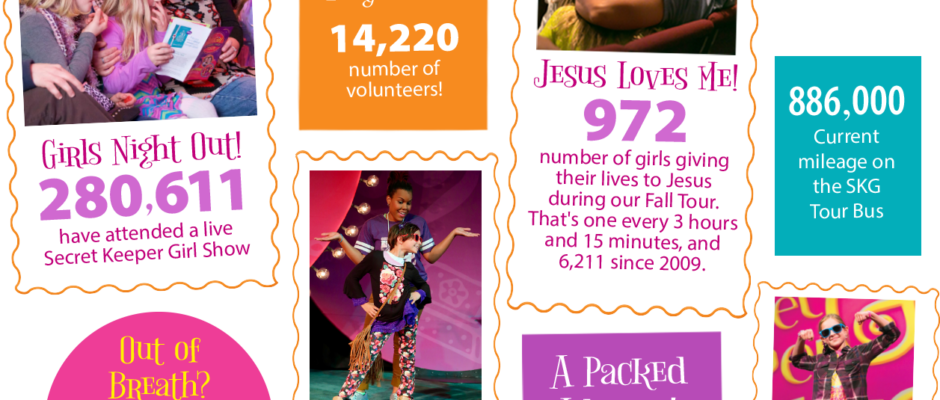 Girls Night Out!
280,611
have attended a live
Secret Keeper Girl Show
Out of
Breath?
14,220
number of
volunteers!
Jesus Loves Me!
972
number of girls giving
their lives to Jesus
during our Fall Tour.
That's one every 3 hours
and 15 minutes, and
6,211 since 2009.
A Packed
886,000
Current
mileage on
the SKG
Tour Bus